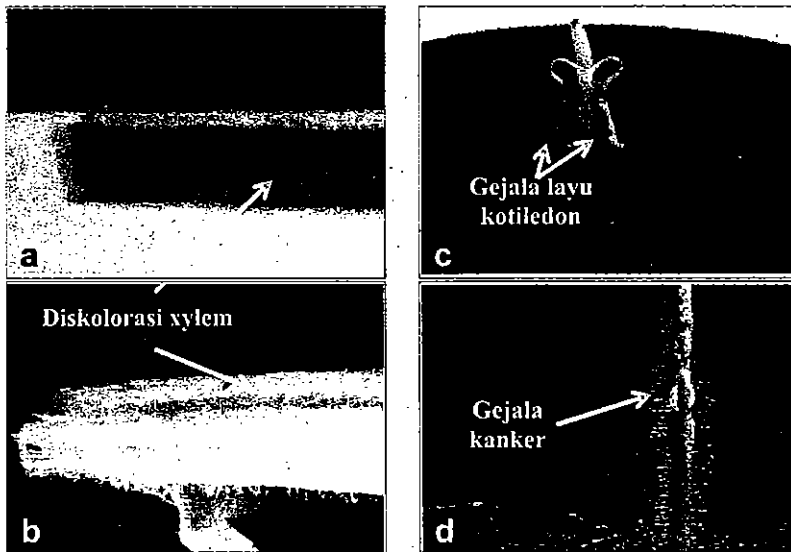 a
Gejala layu
kotiledon
c
Diskolorasi xylem
b
Gejala
kanker
d